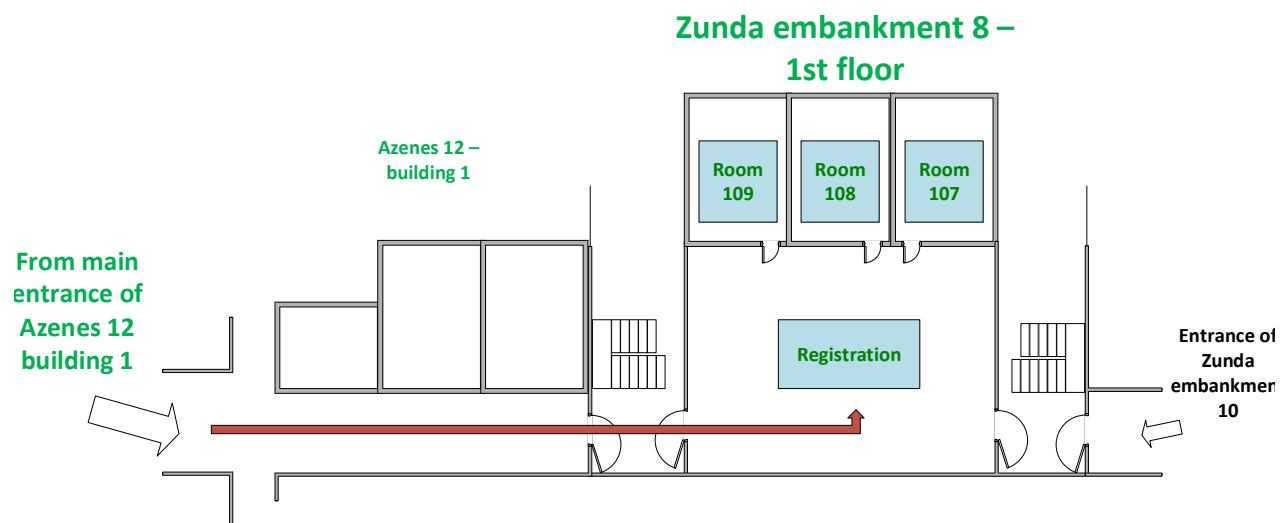 Zunda embankment 8 –
1st floor
Azenes 12 –
building 1
Room
109
Room
108
Room
107
From main
entrance of
Azenes 12
building 1
Registration
Entrance of
Zunda
embankmen
10